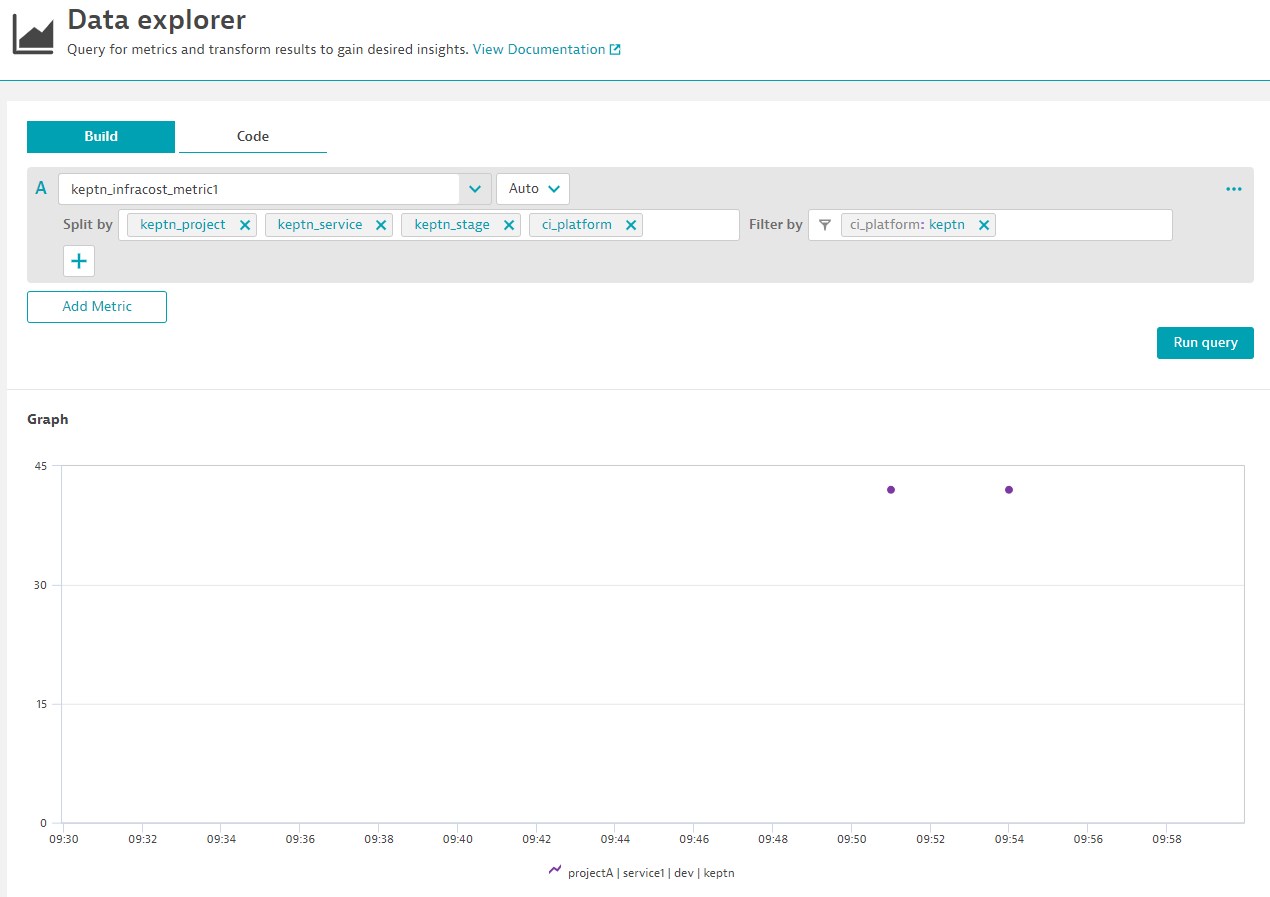 Data explorer
Query for metrics and transform results to gain desired insights. View Documentation
Build Code
A keptn_infracost_metric1 Auto
Split by keptn_project keptn_service keptn_stage ci_platform Filter by ci_platform: keptn
Add Metric
Run query
Graph
45
30
15
0
09:30 09:32 09:34 09:36 09:38 09:40 09:42 09:44 09:46 09:48 09:50 09:52 09:54 09:56 09:58
projectA | service1 | dev | keptn